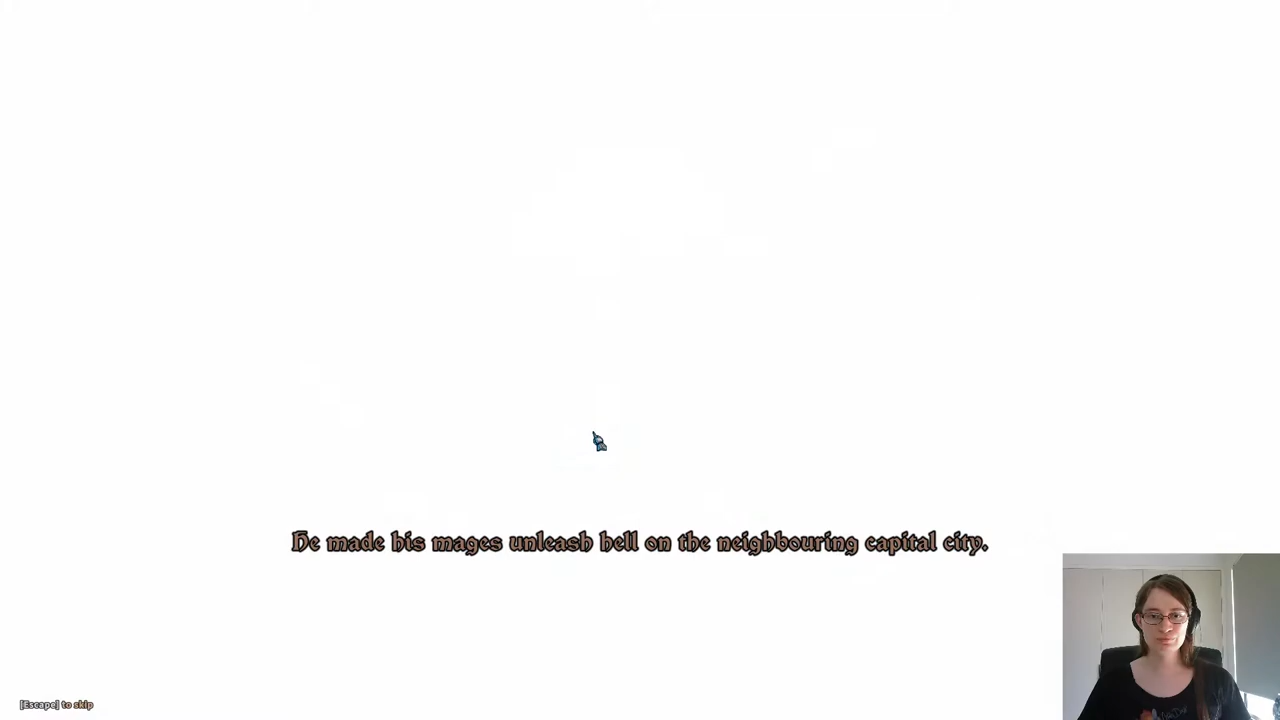 He made his mages unleash hell on the neighbouring capital city.
[Escape] to skip